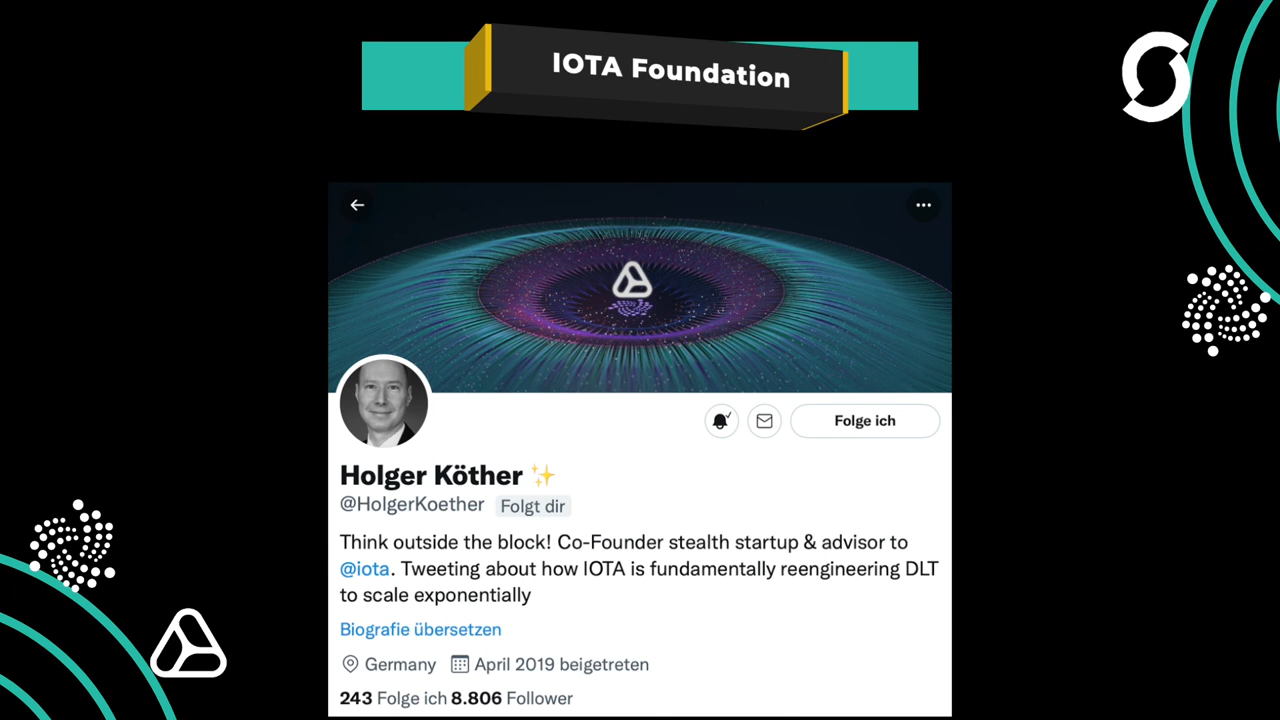 IOTA Foundation
Folge ich
Holger Köther ✨
@HolgerKoether Folgt dir
Think outside the block! Co-Founder stealth startup & advisor to
@iota. Tweeting about how IOTA is fundamentally reengineering DLT
to scale exponentially
Biografie übersetzen
Germany April 2019 beigetreten
243 Folge ich 8.806 Follower